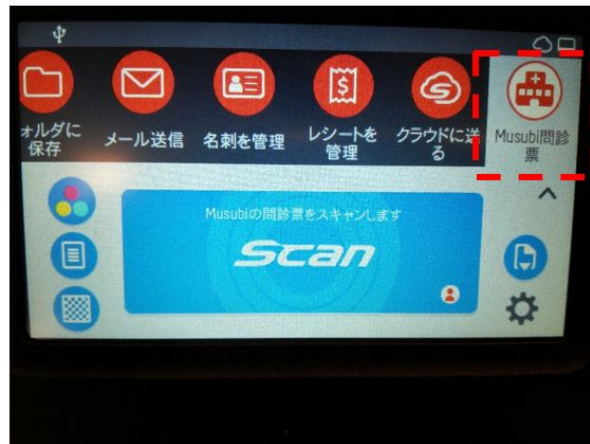 ォルダに
保存
メール送信
名刺を管理
レシートを
管理
クラウドに送
る
Musubi問診
票
Musubiの問診票をスキャンします
Scan